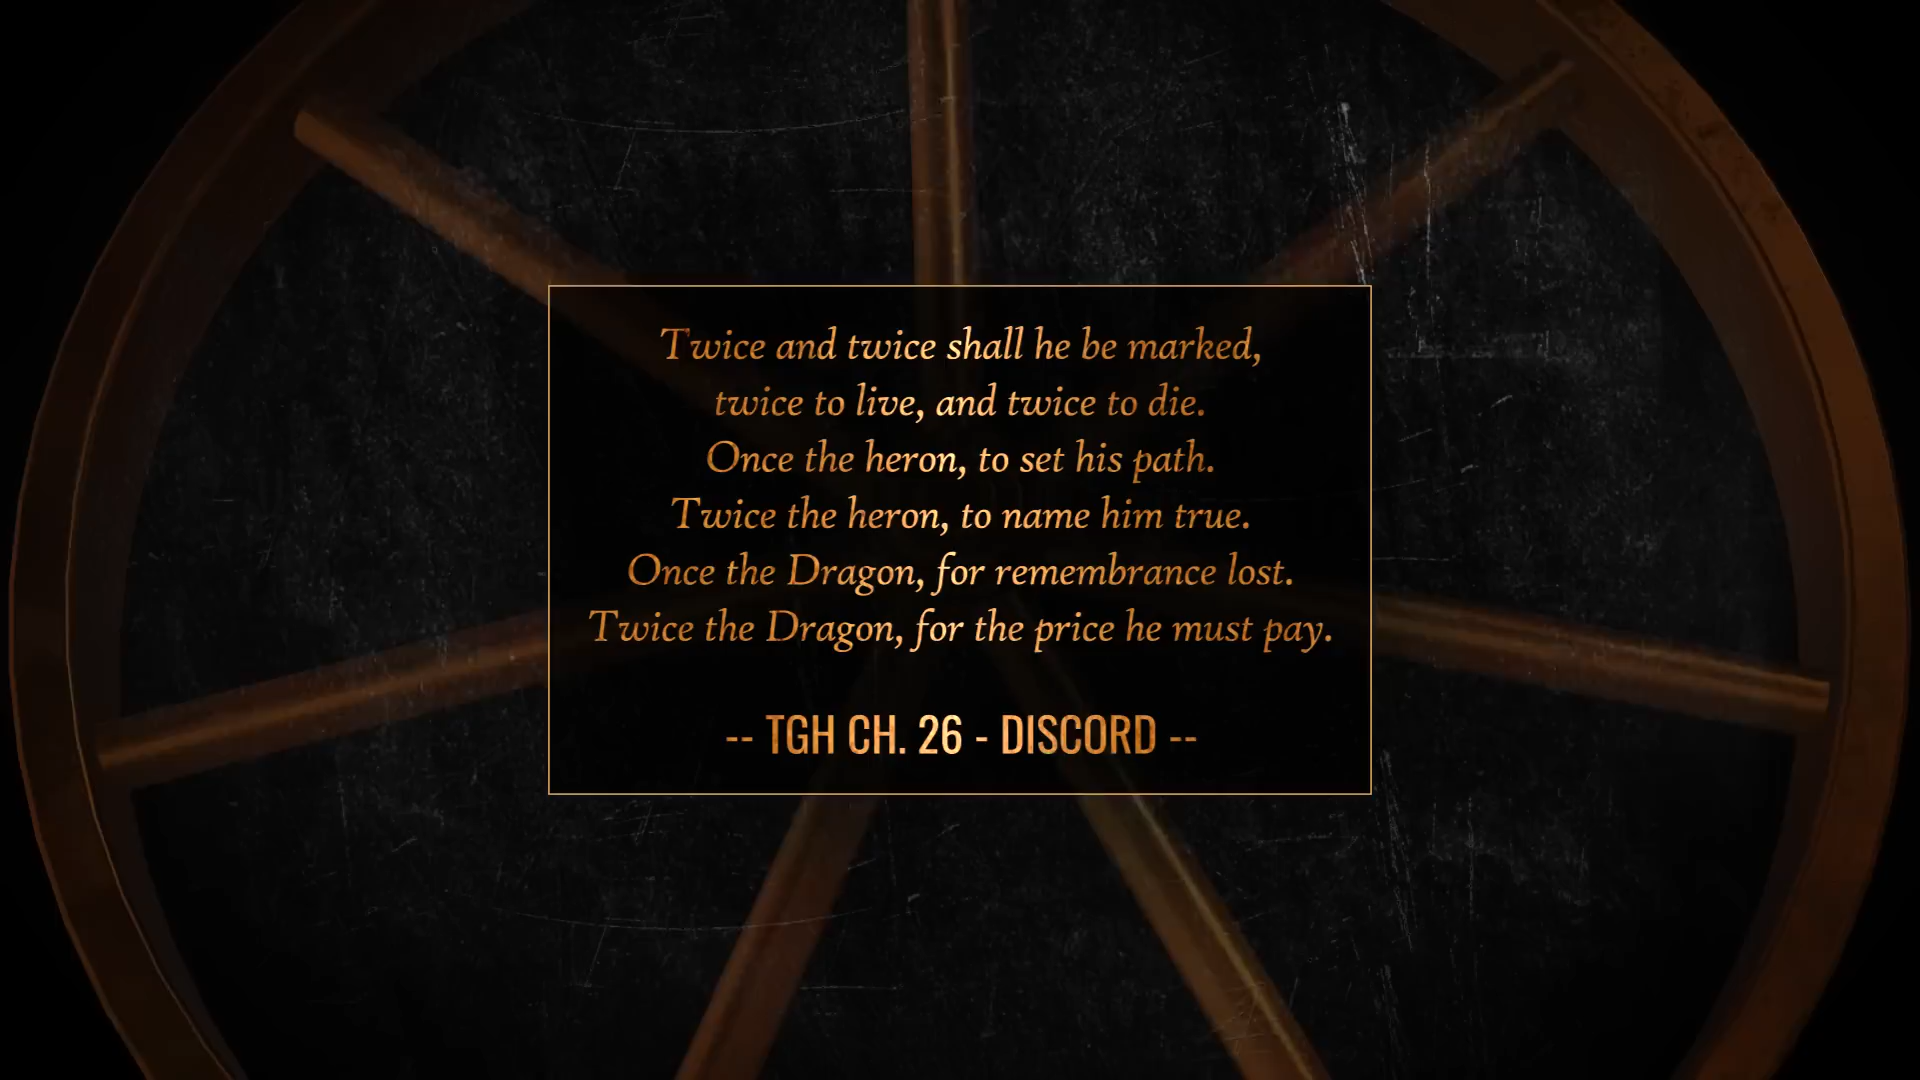 Twice and twice shall he be marked,
twice to live, and twice to die.
Once the heron, to set his path.
Twice the heron, to name him true.
Once the Dragon, for remembrance lost.
Twice the Dragon, for the price he must pay.
-- TGH CH. 26 - DISCORD --